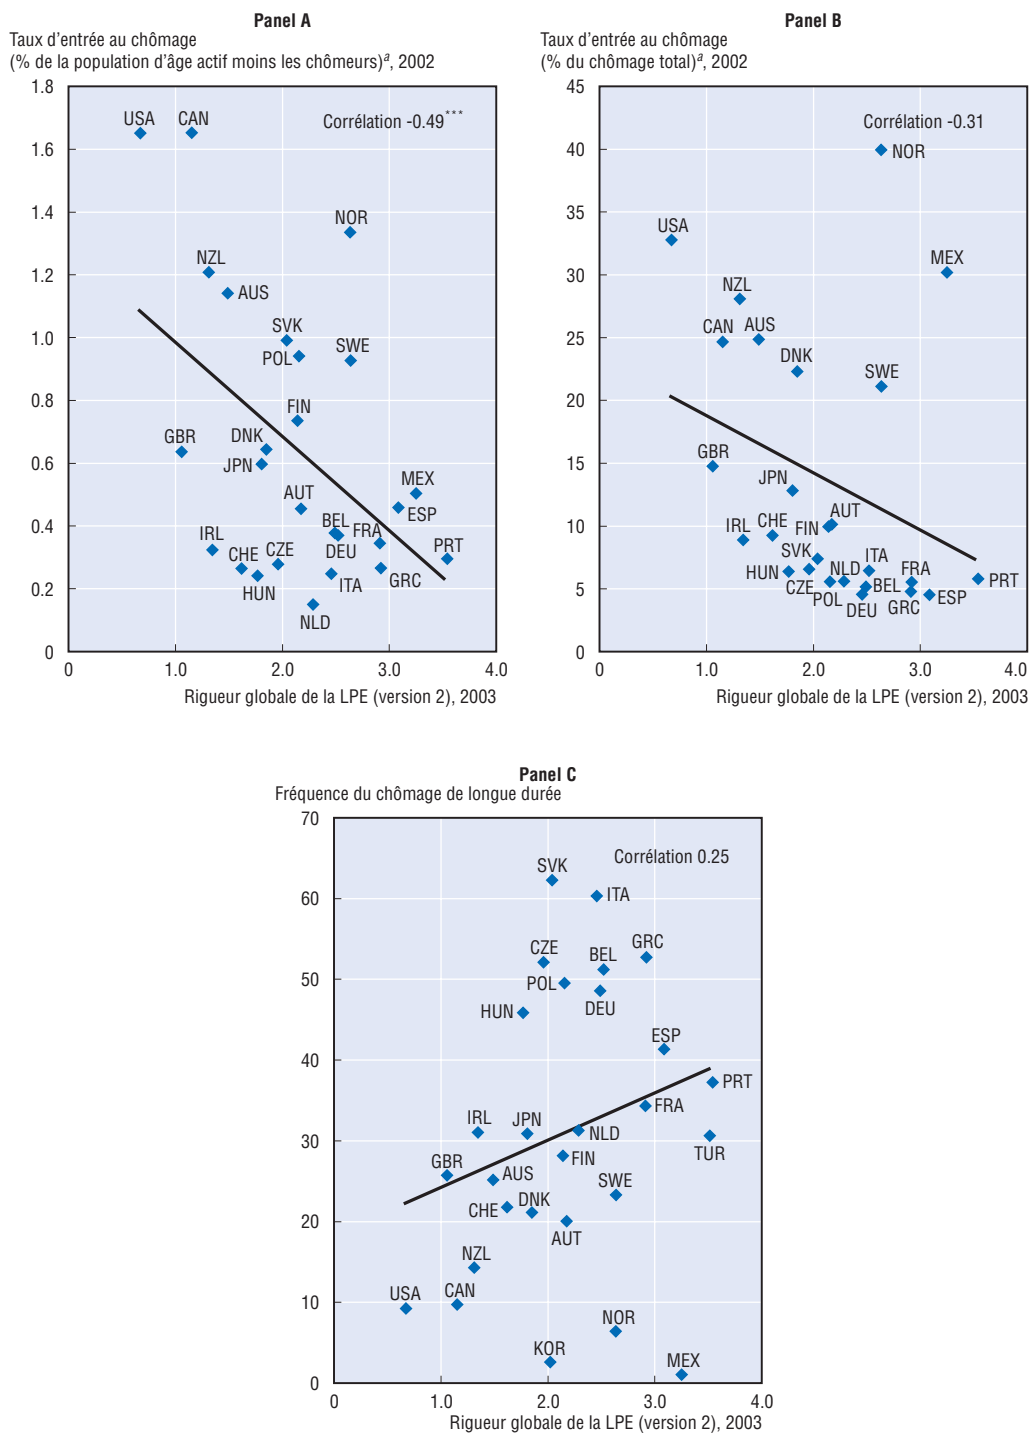 Panel A
Taux d'entrée au chômage
(% de la population d'âge actif moins les chômeurs)a, 2002
1.8
1.6
1.4
1.2
1.0
0.8
0.6
0.4
0.2
0
Corrélation -0.49***
USA
CAN
NOR
NZL
AUS
SVK
POL
SWE
FIN
GBR
DNK
JPN
MEX
AUT
ESP
BEL
FRA
IRL
DEU
PRT
CHE
CZE
HUN
ITA
GRC
NLD
0
1.0
2.0
3.0
4.0
Rigueur globale de la LPE (version 2), 2003
Panel B
Taux d'entrée au chômage
(% du chômage total)a, 2002
45
40
35
30
25
20
15
10
5
0
Corrélation -0.31
NOR
USA
MEX
NZL
CAN
AUS
DNK
SWE
GBR
JPN
AUT
IRL
CHE
FIN
SVK
ITA
HUN
NLD
FRA
CZE
BEL
PRT
POL
DEU
GRC
ESP
0
1.0
2.0
3.0
4.0
Rigueur globale de la LPE (version 2), 2003
Panel C
Fréquence du chômage de longue durée
70
60
50
40
30
20
10
0
Corrélation 0.25
SVK
ITA
CZE
BEL
GRC
POL
DEU
HUN
ESP
PRT
FRA
IRL
JPN
NLD
TUR
GBR
FIN
AUS
SWE
CHE
DNK
AUT
NZL
USA
CAN
NOR
KOR
MEX
0
1.0
2.0
3.0
4.0
Rigueur globale de la LPE (version 2), 2003